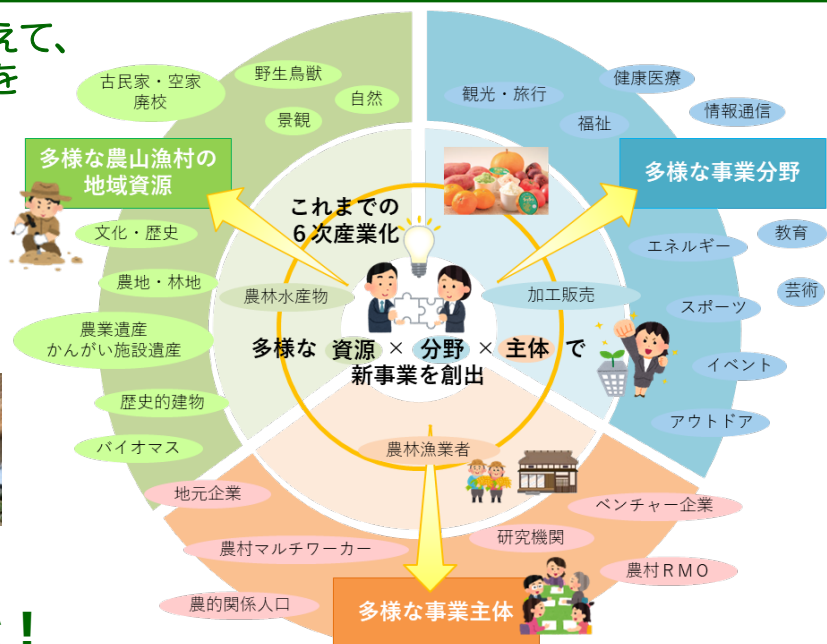 えて、
を
古民家・空家
廃校
野生鳥獣
自然
景観
観光・旅行
健康医療
福祉
情報通信
多様な農山漁村の
地域資源
多様な事業分野
これまでの
６次産業化
文化・歴史
農地・林地
農業遺産
かんがい施設遺産
歴史的建物
バイオマス
農林水産物
加工販売
エネルギー
教育
芸術
スポーツ
イベント
アウトドア
多様な 資源 × 分野 × 主体 で
新事業を創出
農林漁業者
地元企業
農村マルチワーカー
農的関係人口
研究機関
ベンチャー企業
農村ＲＭＯ
多様な事業主体
！